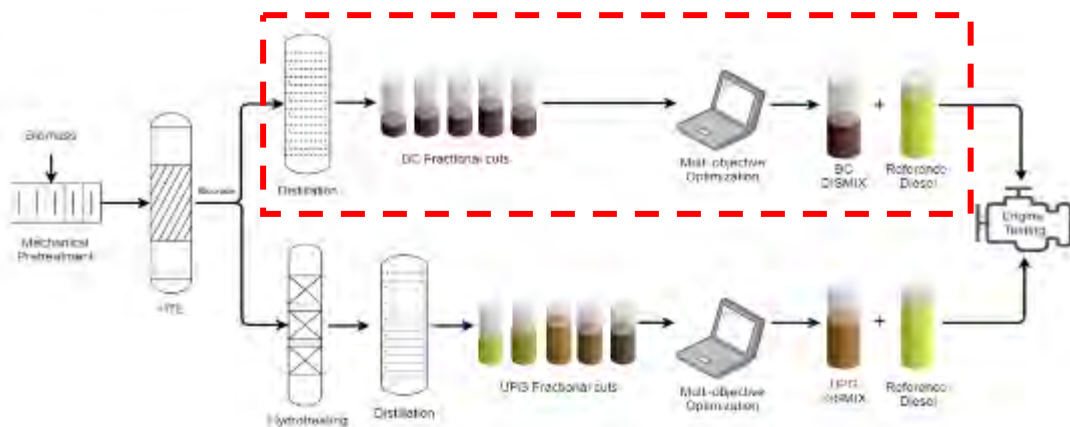 Biomass
Mechanical
Pretreatment
Biocrude
Distillation
BC Fractional cuts
Multi-objective
Optimization
BC
DISMIX
+
Reference
Diesel
Engine
Testing
Hydrotreating
Distillation
UPG Fractional cuts
Multi-objective
Optimization
UPG
DISMIX
+
Reference
Diesel